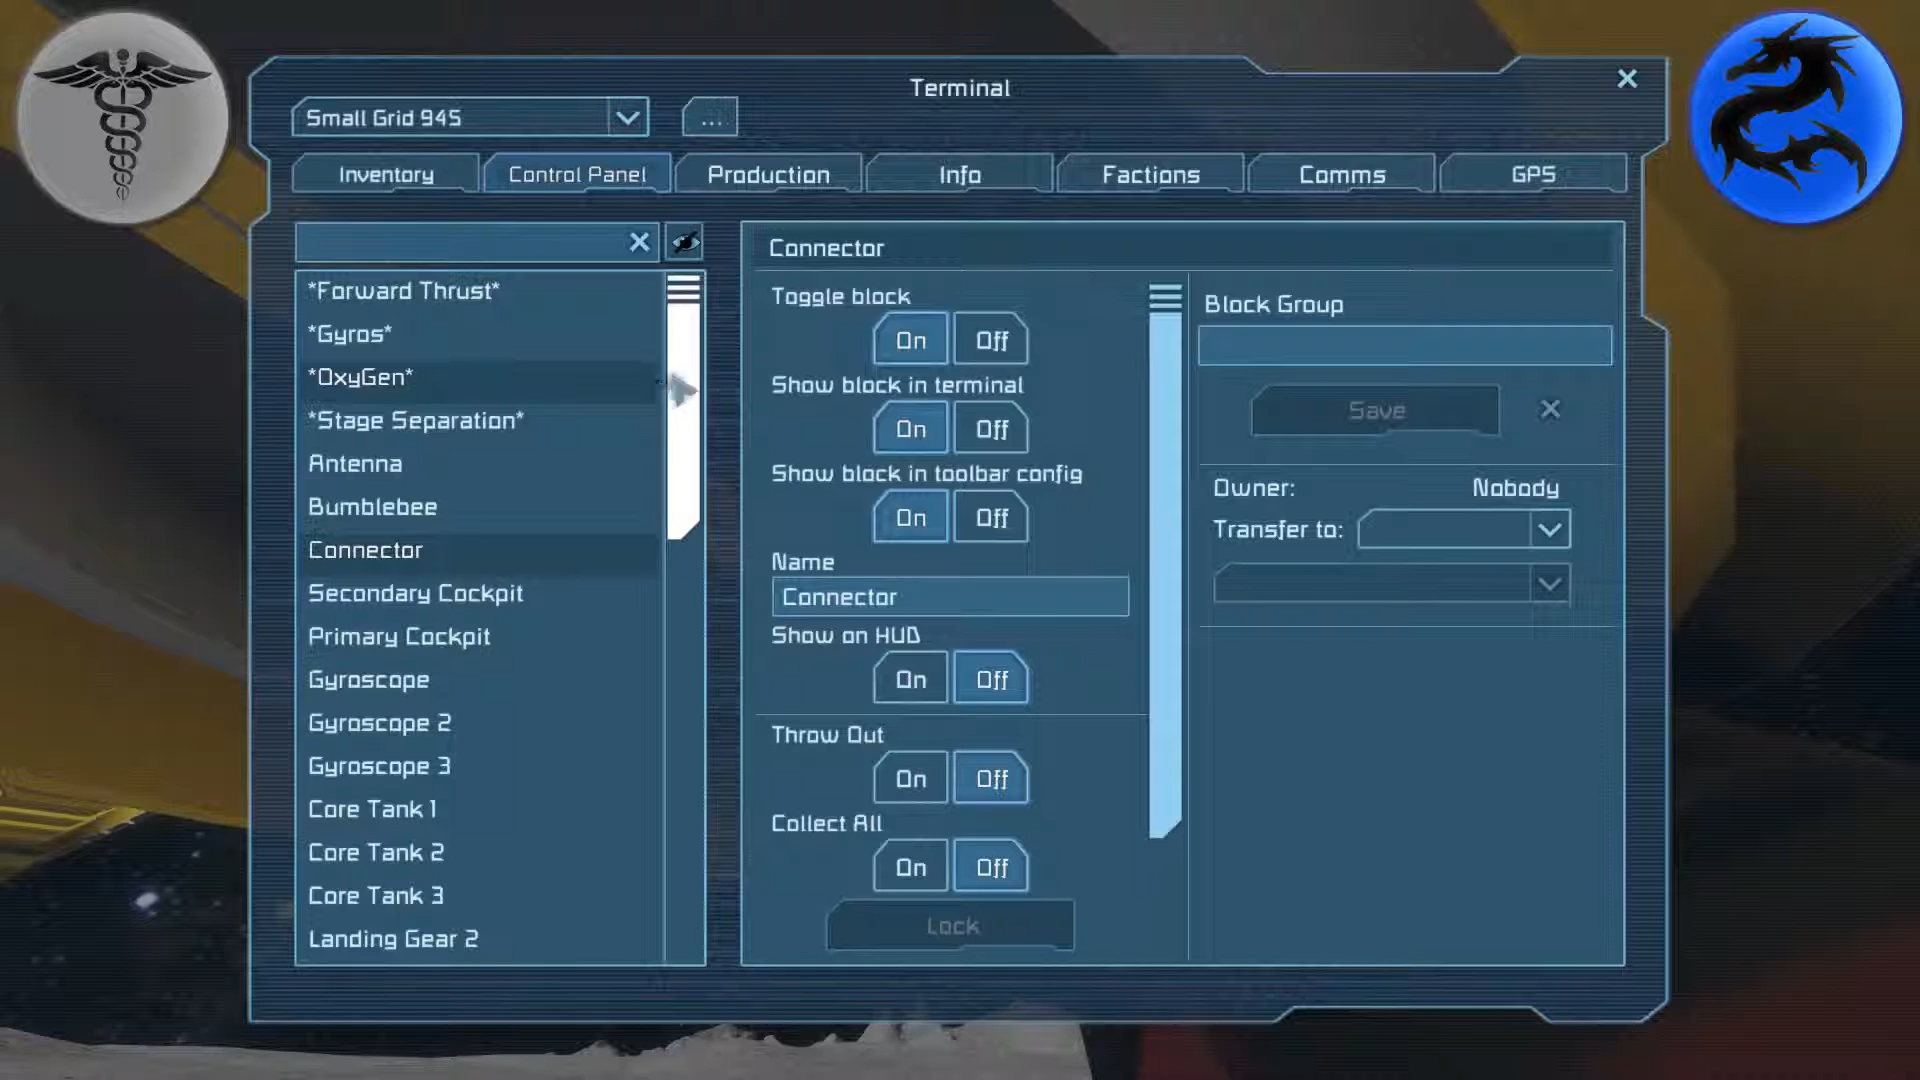 Terminal
Small Grid 945
...
Inventory
Control Panel
Production
Info
Factions
Comms
GPS
*Forward Thrust*
*Gyros*
*OxyGen*
*Stage Separation*
Antenna
Bumblebee
Connector
Secondary Cockpit
Primary Cockpit
Gyroscope
Gyroscope 2
Gyroscope 3
Core Tank 1
Core Tank 2
Core Tank 3
Landing Gear 2
Connector
Toggle block
On Off
Show block in terminal
On Off
Show block in toolbar config
On Off
Name
Connector
Show on HUD
On Off
Throw Out
On Off
Collect All
On Off
Lock
Block Group
Save
Owner: Nobody
Transfer to: